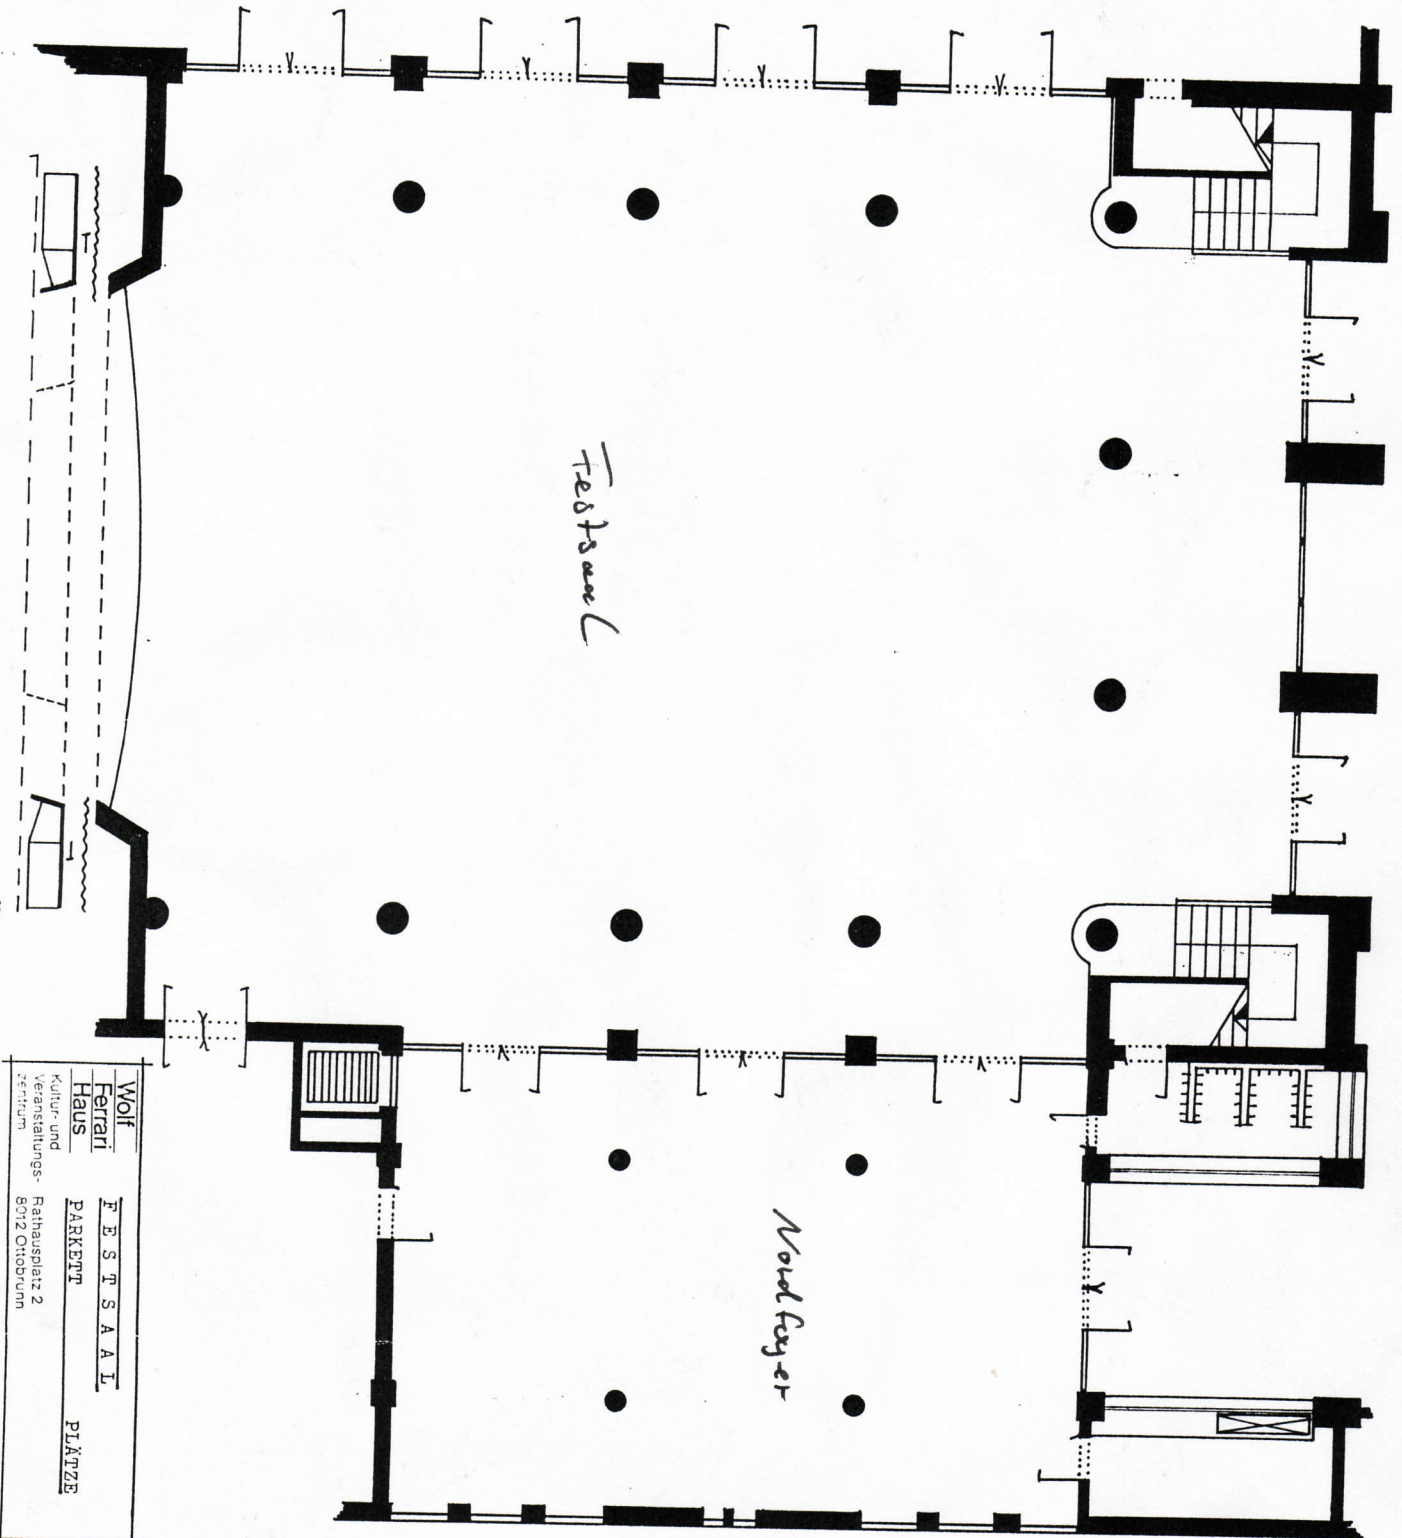 Festsaal
Nordfoyer
Wolf
Ferrari
Haus
Kultur- und
Veranstaltungs-
zentrum
Rathausplatz 2
8012 Ottobrunn
FESTSAAL
PARKETT PLÄTZE